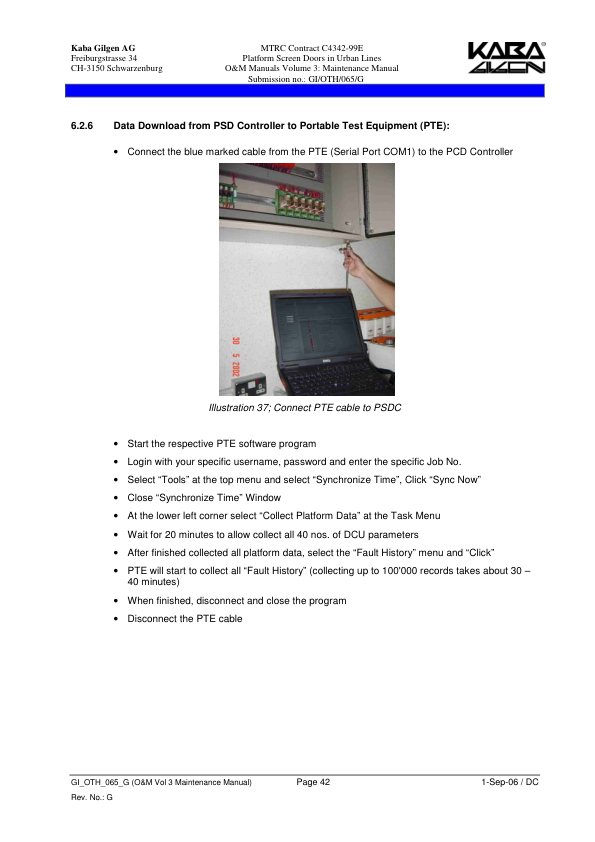 Kaba Gilgen AG
Freiburgstrasse 34
CH-3150 Schwarzenburg
MTRC Contract C4342-99E
Platform Screen Doors in Urban Lines
O&M Manuals Volume 3: Maintenance Manual
Submission no.: GI/OTH/065/G
KABA®
GILGEN
6.2.6 Data Download from PSD Controller to Portable Test Equipment (PTE):
• Connect the blue marked cable from the PTE (Serial Port COM1) to the PCD Controller
30 5 2002
DELL
Illustration 37; Connect PTE cable to PSDC
• Start the respective PTE software program
• Login with your specific username, password and enter the specific Job No.
• Select “Tools” at the top menu and select “Synchronize Time”, Click “Sync Now”
• Close “Synchronize Time” Window
• At the lower left corner select “Collect Platform Data” at the Task Menu
• Wait for 20 minutes to allow collect all 40 nos. of DCU parameters
• After finished collected all platform data, select the “Fault History” menu and “Click”
• PTE will start to collect all “Fault History” (collecting up to 100'000 records takes about 30 –
40 minutes)
• When finished, disconnect and close the program
• Disconnect the PTE cable
GI_OTH_065_G (O&M Vol 3 Maintenance Manual) Page 42 1-Sep-06 / DC
Rev. No.: G